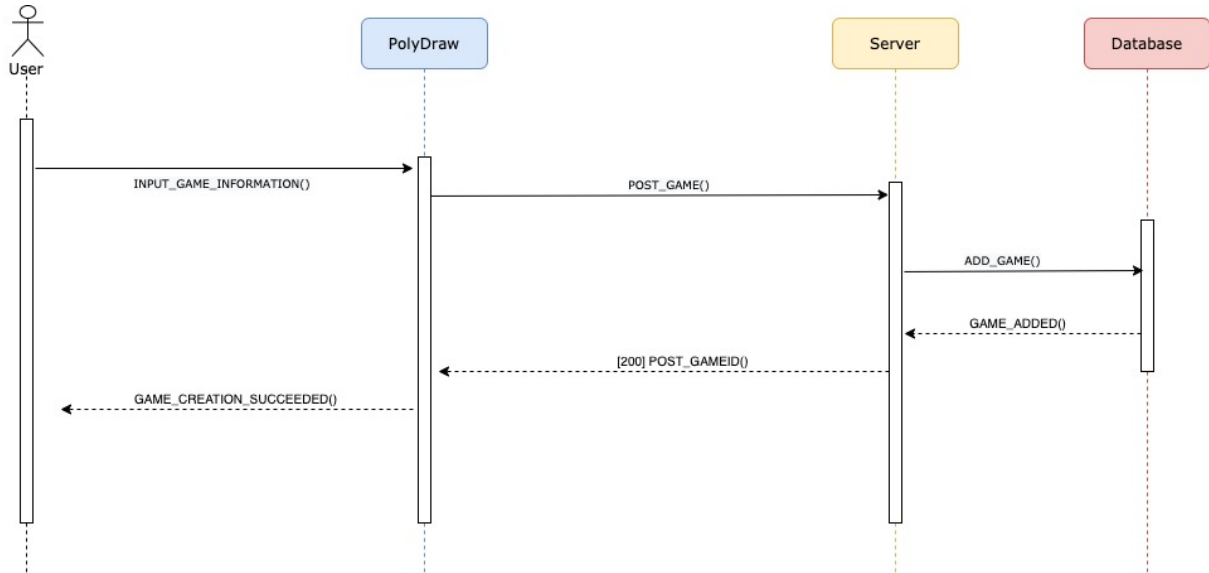 User
PolyDraw
Server
Database
INPUT_GAME_INFORMATION()
POST_GAME()
ADD_GAME()
GAME_ADDED()
[200] POST_GAMEID()
GAME_CREATION_SUCCEEDED()